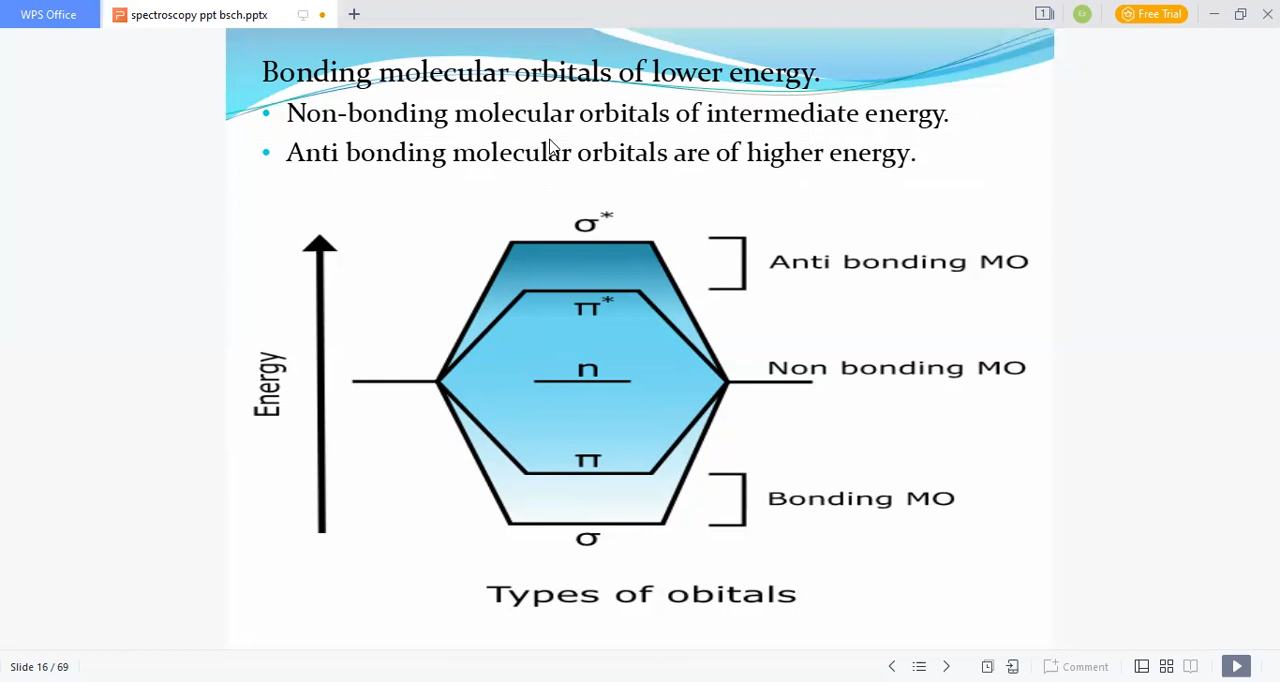 WPS Office
spectroscopy ppt bsch.pptx
1
Free Trial
Bonding molecular orbitals of lower energy.
• Non-bonding molecular orbitals of intermediate energy.
• Anti bonding molecular orbitals are of higher energy.
σ*
Anti bonding MO
π*
Energy
n
Non bonding MO
π
Bonding MO
σ
Types of obitals
Slide 16 / 69
Comment